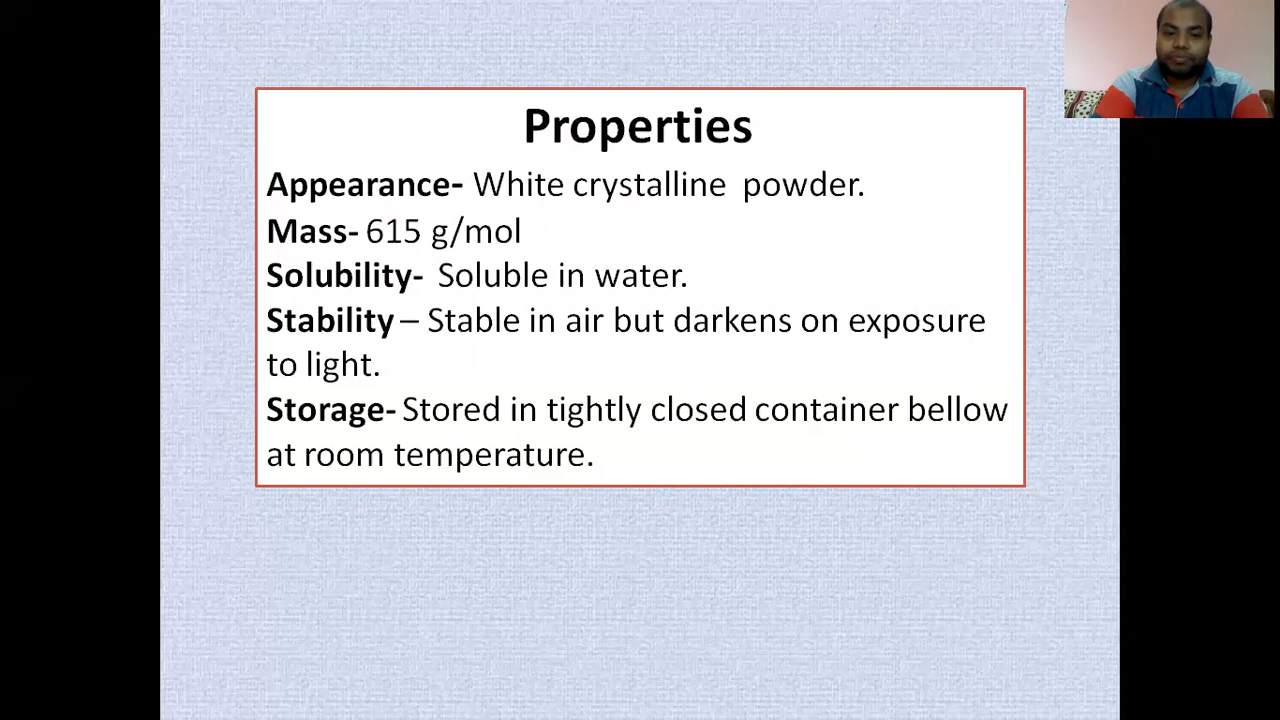 Properties
Appearance- White crystalline powder.
Mass- 615 g/mol
Solubility- Soluble in water.
Stability – Stable in air but darkens on exposure
to light.
Storage- Stored in tightly closed container bellow
at room temperature.